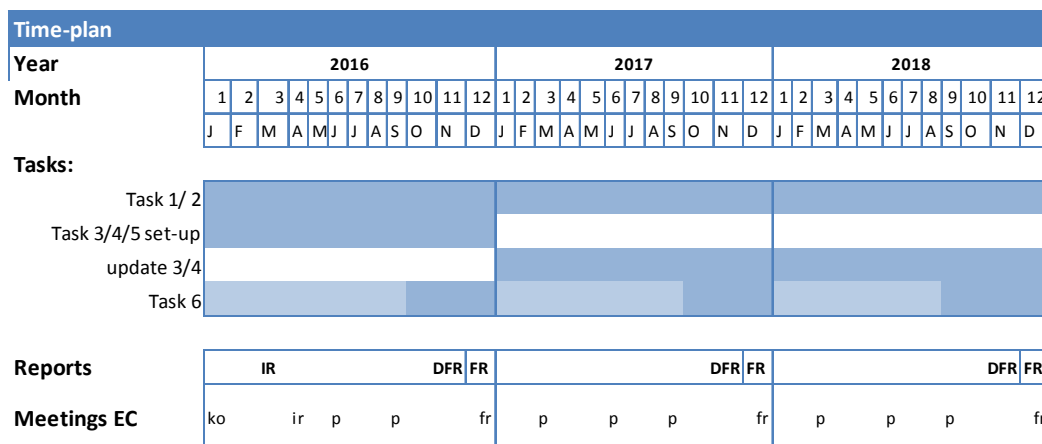 Time-plan
Year 2016 2017 2018
Month 1 2 3 4 5 6 7 8 9 10 11 12 1 2 3 4 5 6 7 8 9 10 11 12 1 2 3 4 5 6 7 8 9 10 11 12
J F M A M J J A S O N D J F M A M J J A S O N D J F M A M J J A S O N D
Tasks:
Task 1/ 2
Task 3/4/5 set-up
update 3/4
Task 6
Reports IR DFR FR DFR FR DFR FR
Meetings EC ko ir p p fr p p p fr p p p fr